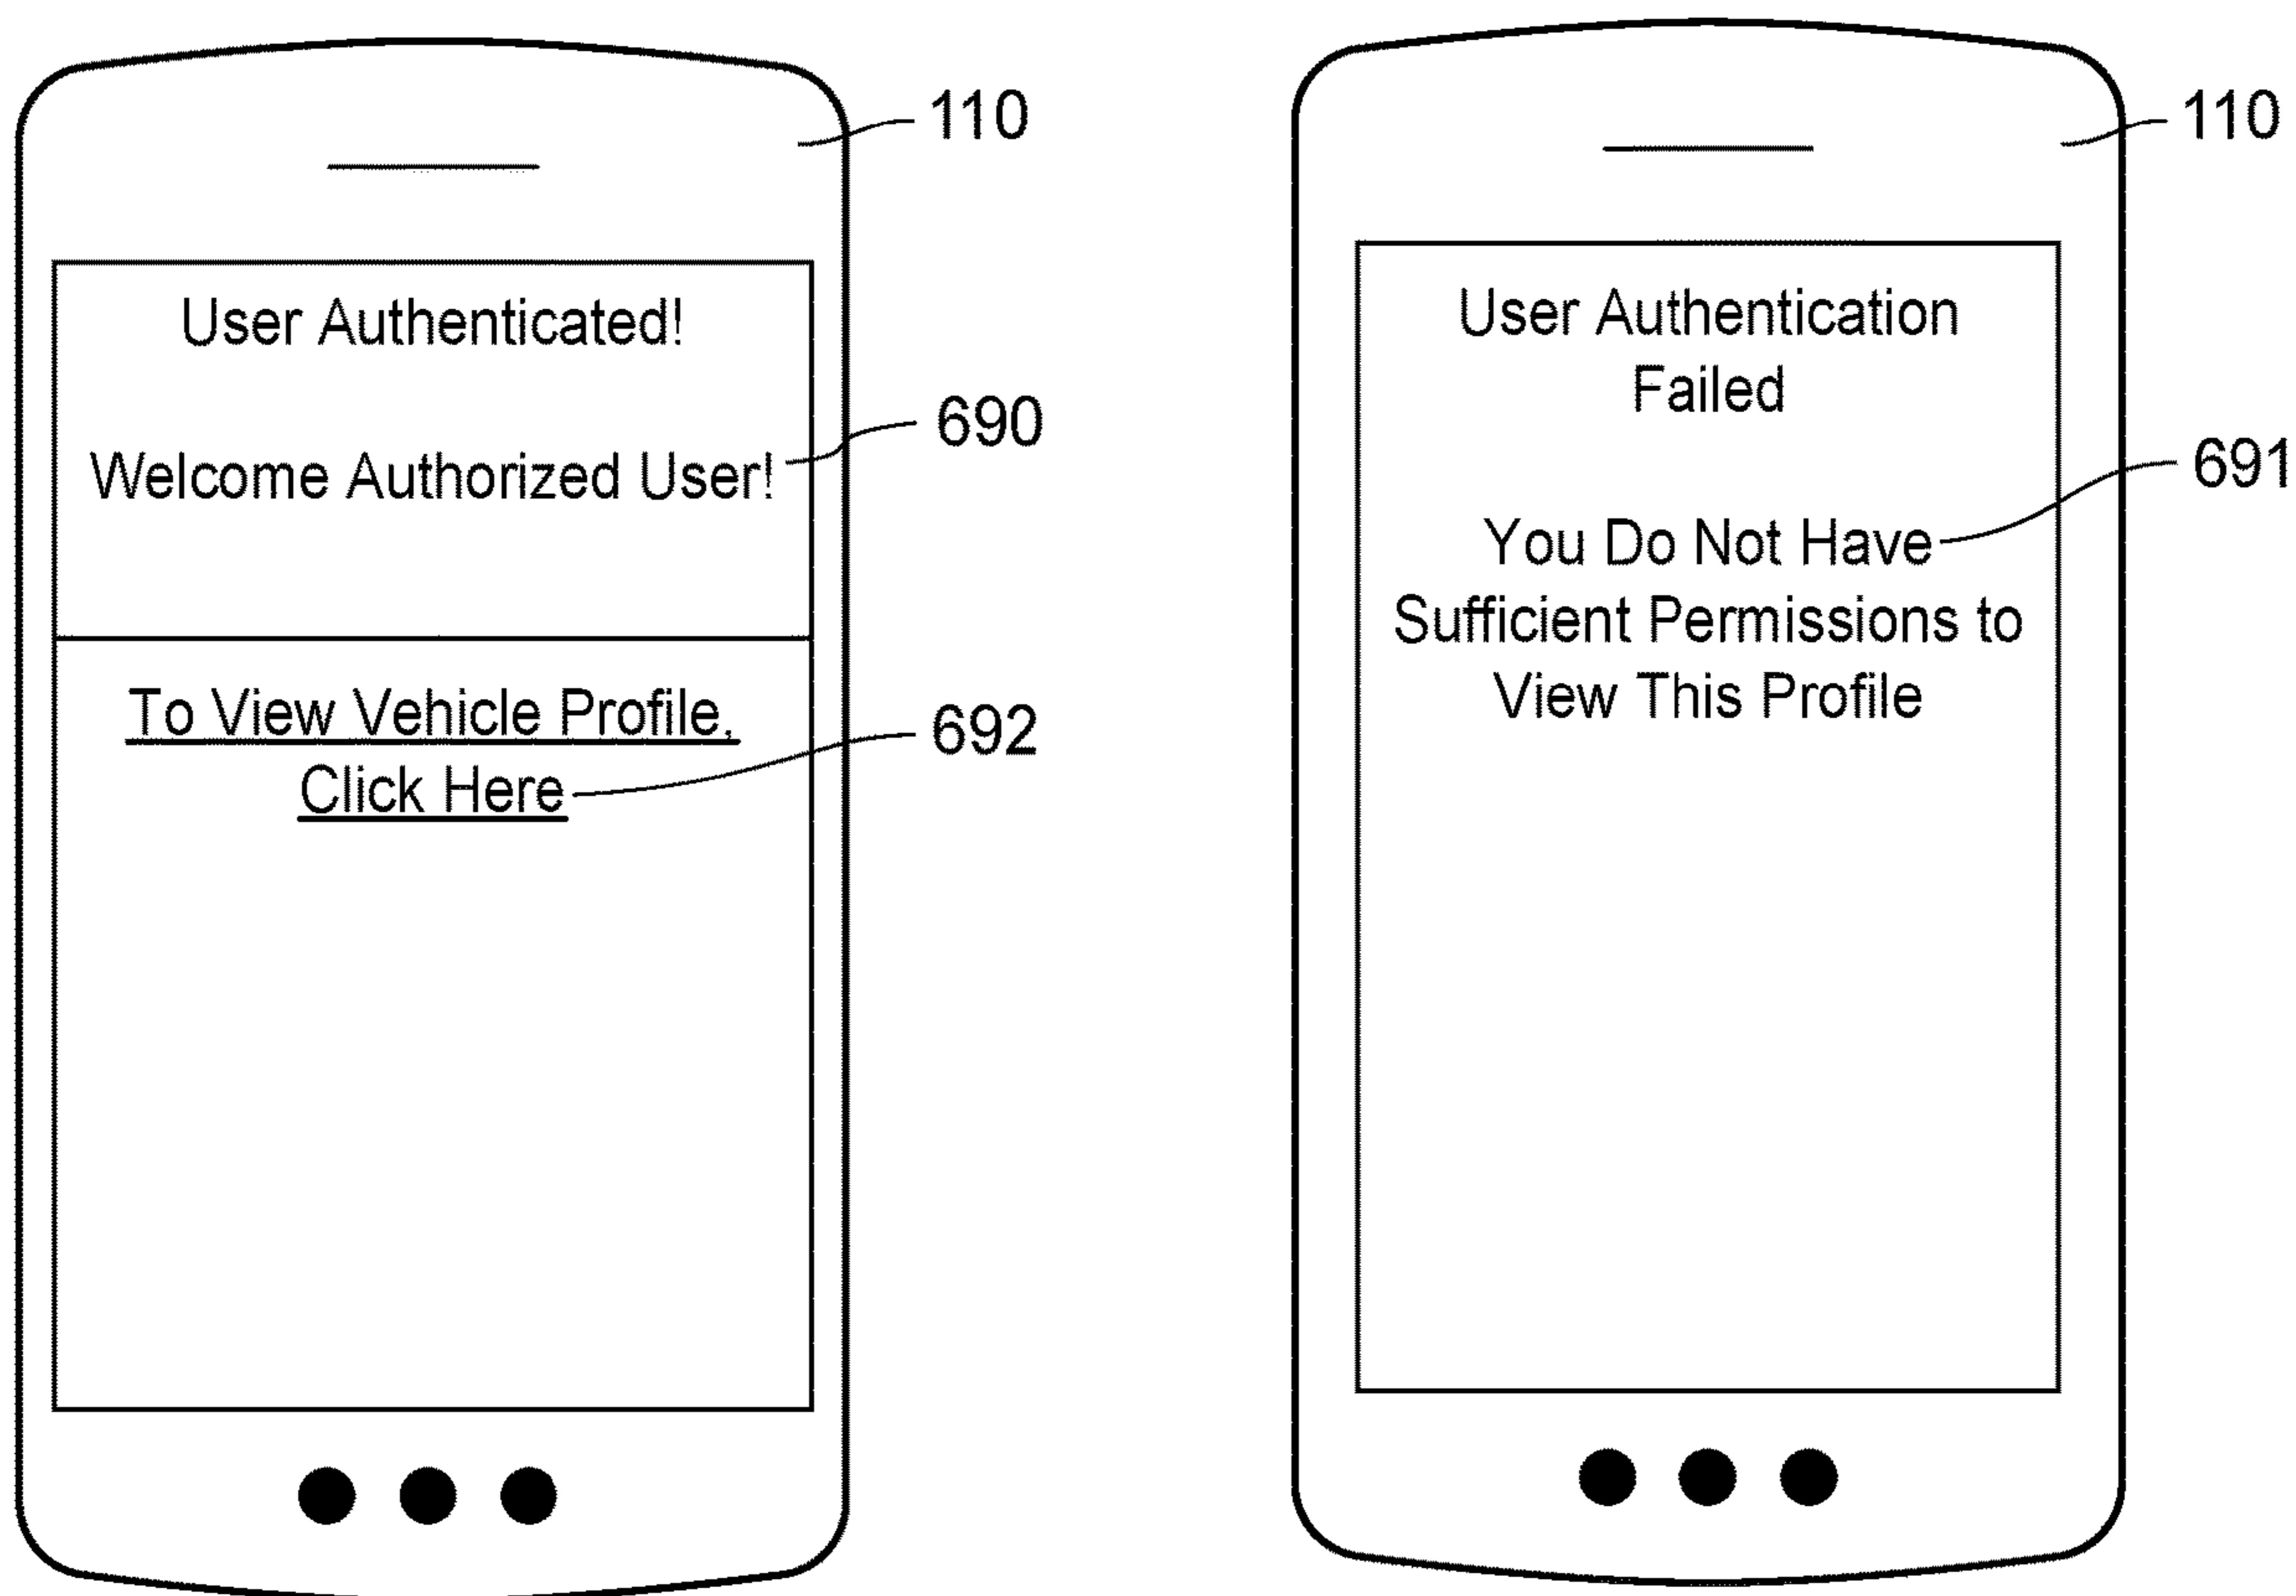 110
User Authenticated!
690
Welcome Authorized User!
To View Vehicle Profile,
692
Click Here
110
User Authentication
Failed
691
You Do Not Have
Sufficient Permissions to
View This Profile